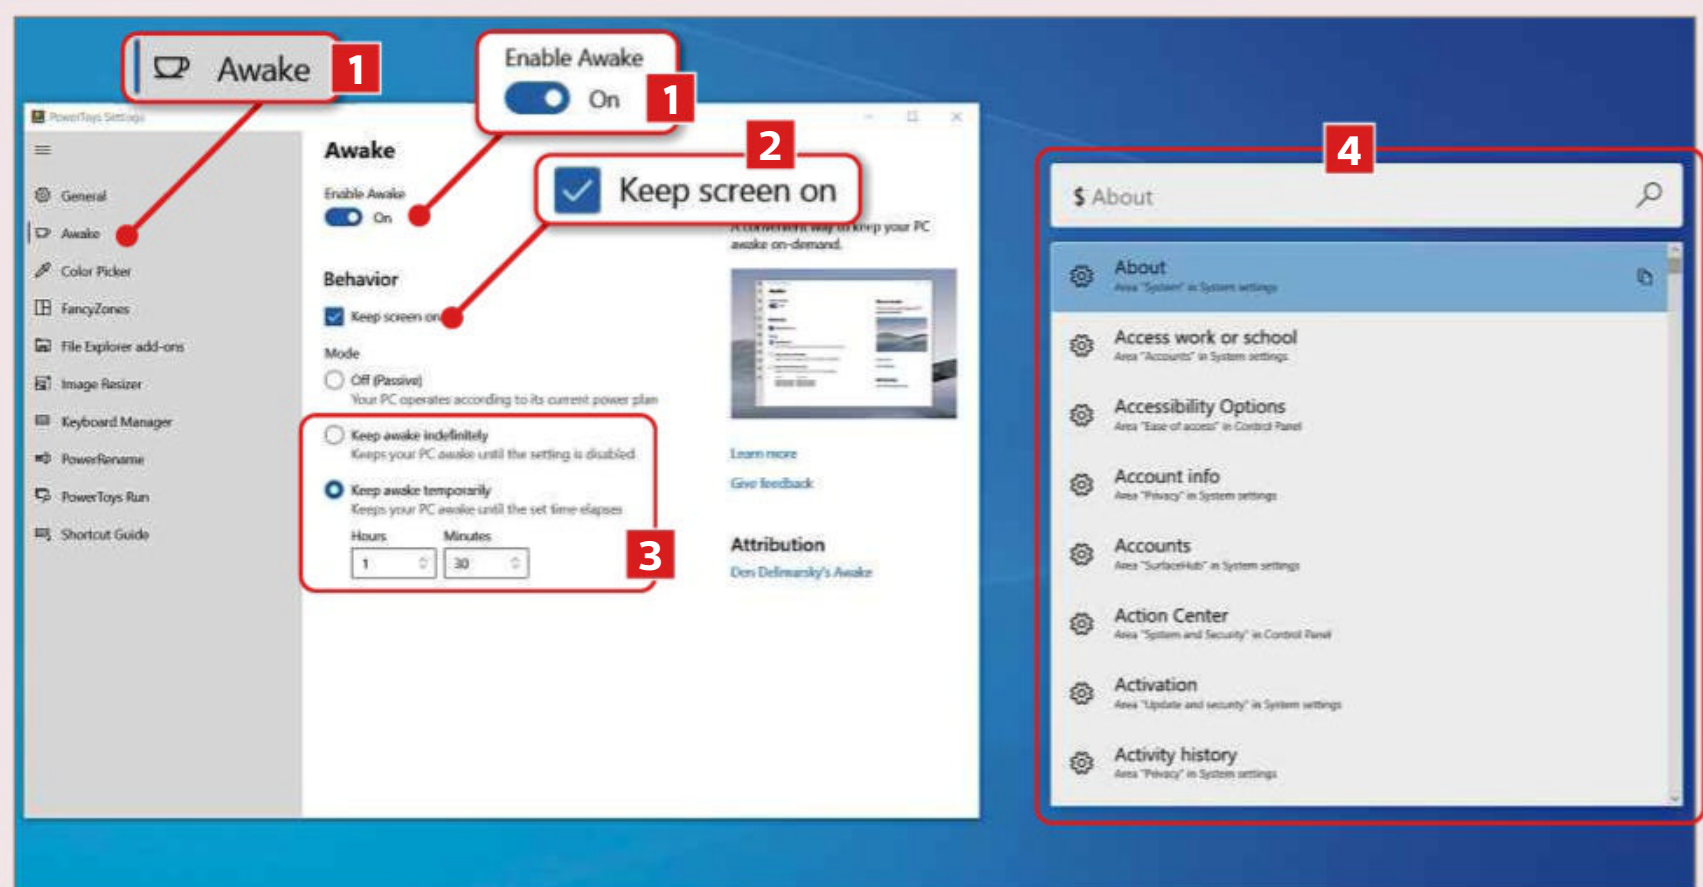 Awake 1
Enable Awake
On 1
2
Keep screen on
PowerToys Settings
General
Awake
Color Picker
FancyZones
File Explorer add-ons
Image Resizer
Keyboard Manager
PowerRename
PowerToys Run
Shortcut Guide
Awake
Enable Awake
On
Behavior
Keep screen on
Mode
Off (Passive)
Your PC operates according to its current power plan
Keep awake indefinitely
Keeps your PC awake until the setting is disabled
Keep awake temporarily
Keeps your PC awake until the set time elapses
Hours Minutes
1 30
3
A convenient way to keep your PC
awake on-demand.
Learn more
Give feedback
Attribution
Den Delimarsky's Awake
4
$ About
About
Area "System" in System settings
Access work or school
Area "Accounts" in System settings
Accessibility Options
Area "Ease of access" in Control Panel
Account info
Area "Privacy" in System settings
Accounts
Area "SurfaceHub" in System settings
Action Center
Area "System and Security" in Control Panel
Activation
Area "Update and security" in System settings
Activity history
Area "Privacy" in System settings